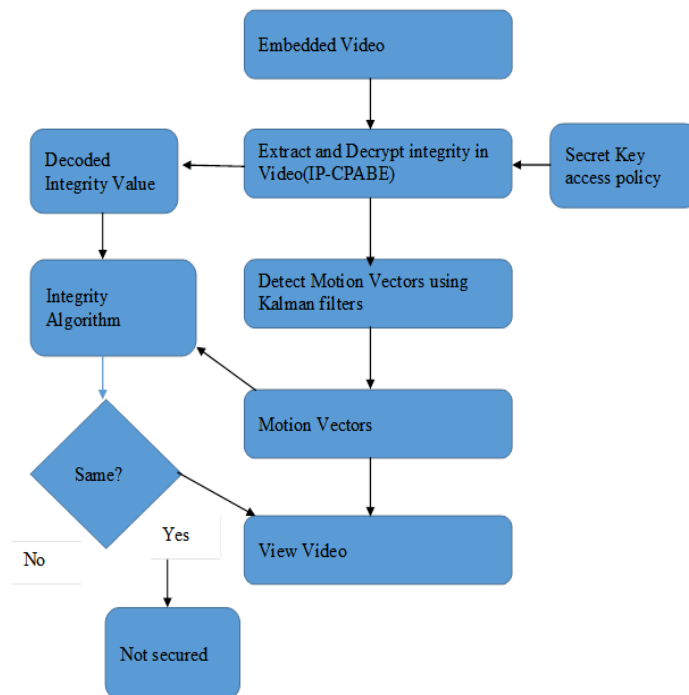 Embedded Video
Decoded
Integrity Value
Extract and Decrypt integrity in
Video(IP-CPABE)
Secret Key
access policy
Integrity
Algorithm
Detect Motion Vectors using
Kalman filters
Motion Vectors
Same?
Yes
No
View Video
Not secured